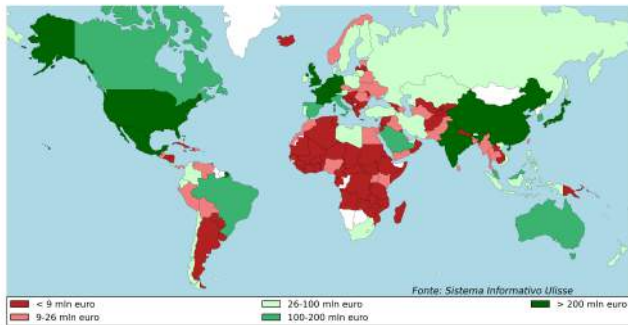 Fonte: Sistema Informativo Ulisse
< 9 mln euro
26-100 mln euro
> 200 mln euro
9-26 mln euro
100-200 mln euro